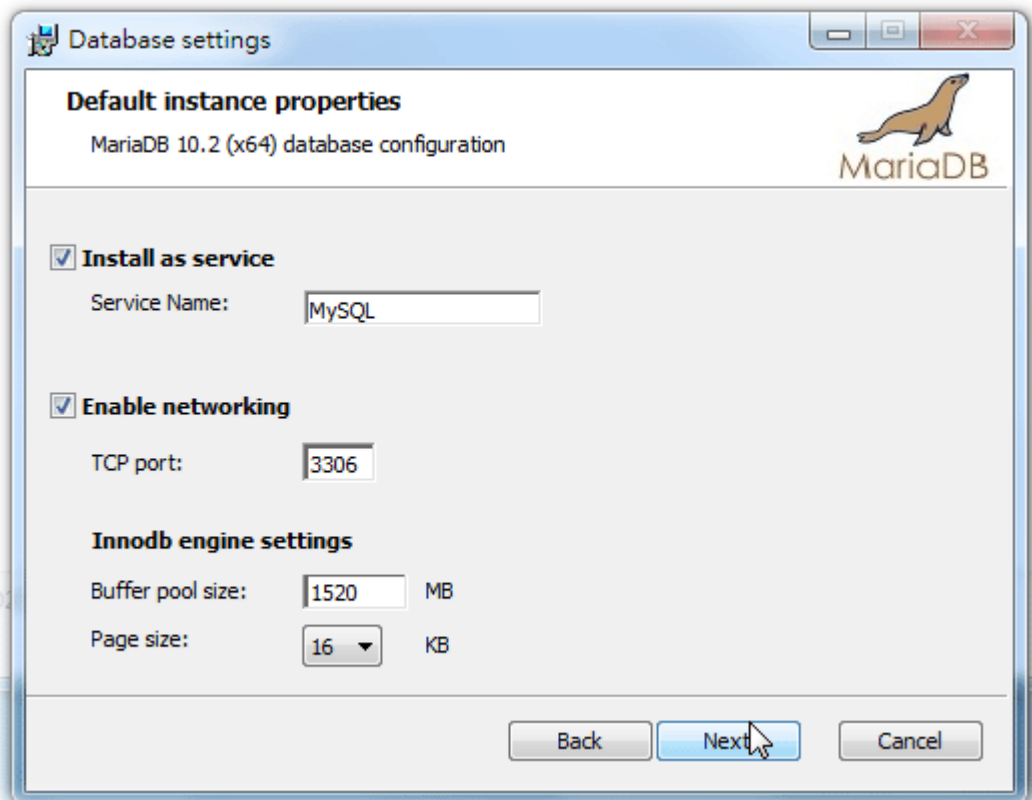 Database settings
Default instance properties
MariaDB 10.2 (x64) database configuration
MariaDB
Install as service
Service Name: MySQL
Enable networking
TCP port: 3306
Innodb engine settings
Buffer pool size: 1520 MB
Page size: 16 KB
Back Next Cancel